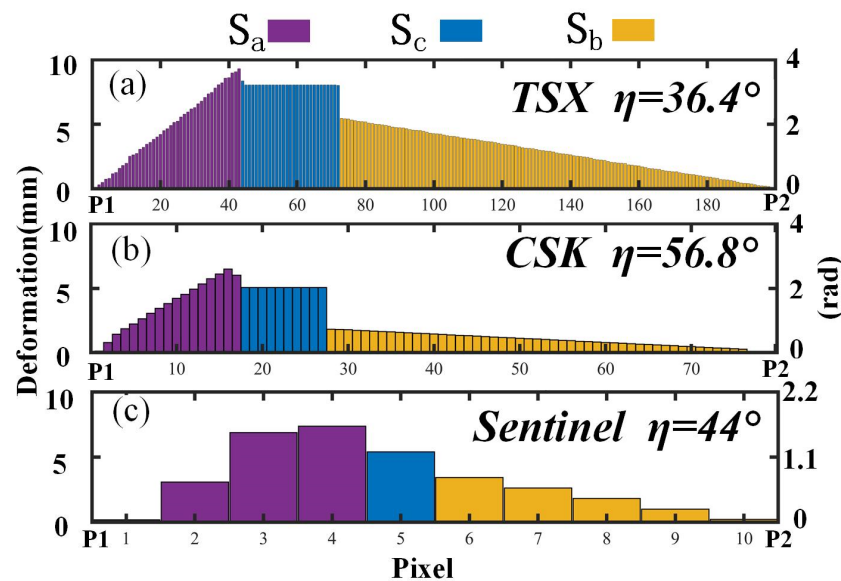 Sa Sc Sb
Deformation(mm)
(rad)
10 (a) TSX η=36.4° 4
5 2
0 0
P1 20 40 60 80 100 120 140 160 180 P2
10 (b) CSK η=56.8° 4
5 2
0 0
P1 10 20 30 40 50 60 70 P2
10 (c) Sentinel η=44° 2.2
5 1.1
0 0
P1 1 2 3 4 5 6 7 8 9 10 P2
Pixel